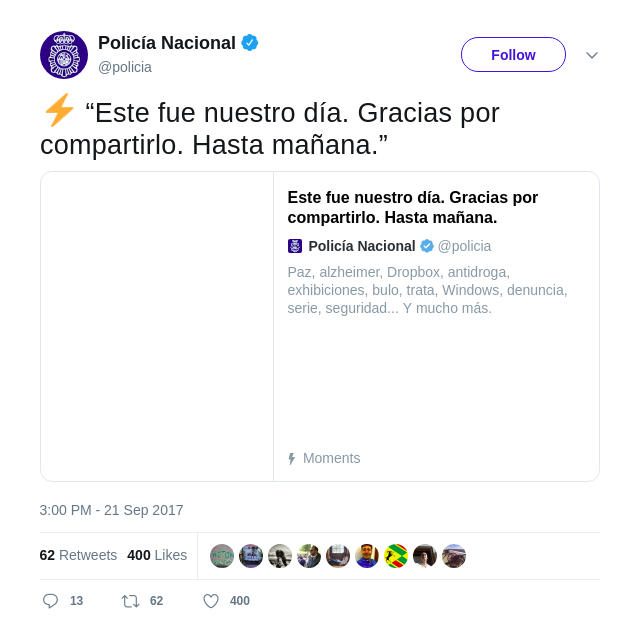 Policía Nacional
@policia
Follow
“Este fue nuestro día. Gracias por
compartirlo. Hasta mañana.”
Este fue nuestro día. Gracias por
compartirlo. Hasta mañana.
Policía Nacional @policia
Paz, alzheimer, Dropbox, antidroga,
exhibiciones, bulo, trata, Windows, denuncia,
serie, seguridad... Y mucho más.
Moments
3:00 PM - 21 Sep 2017
62 Retweets 400 Likes
13 62 400